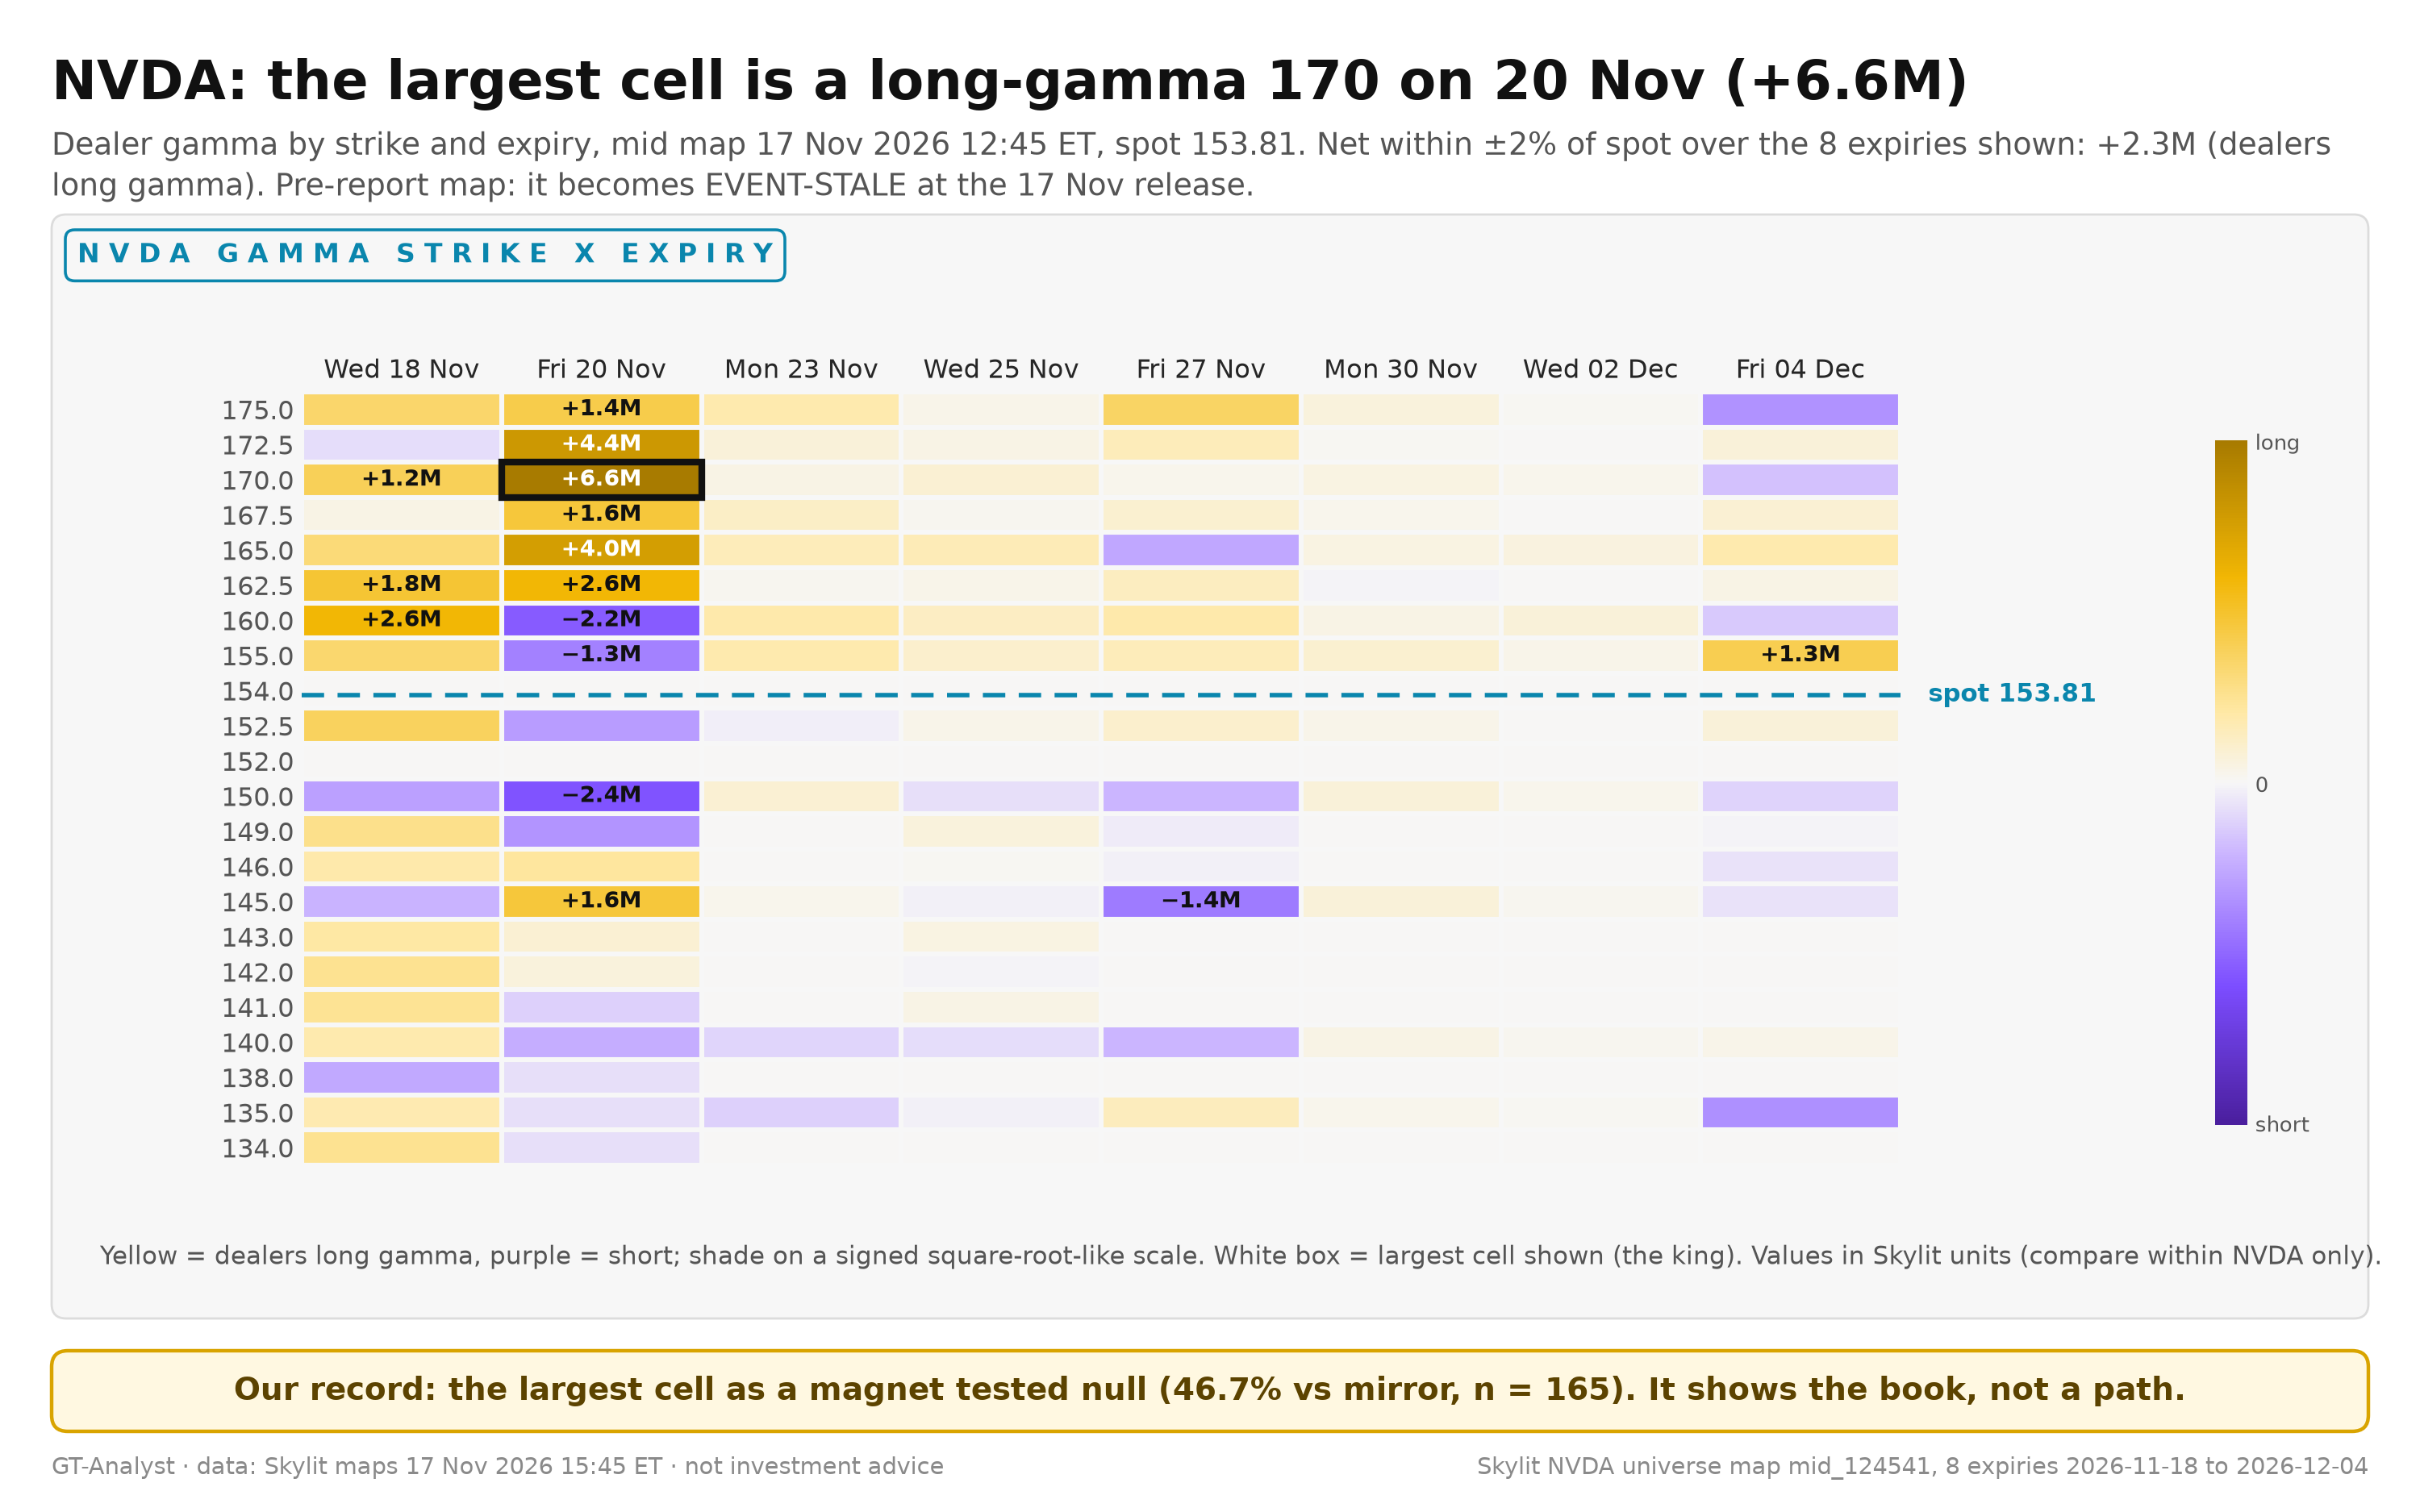 NVDA: the largest cell is a long-gamma 170 on 20 Nov (+6.6M)
Dealer gamma by strike and expiry, mid map 17 Nov 2026 12:45 ET, spot 153.81. Net within ±2% of spot over the 8 expiries shown: +2.3M (dealers
long gamma). Pre-report map: it becomes EVENT-STALE at the 17 Nov release.
NVDA GAMMA STRIKE X EXPIRY
Wed 18 Nov Fri 20 Nov Mon 23 Nov Wed 25 Nov Fri 27 Nov Mon 30 Nov Wed 02 Dec Fri 04 Dec
175.0 +1.4M
172.5 +4.4M long
170.0 +1.2M +6.6M
167.5 +1.6M
165.0 +4.0M
162.5 +1.8M +2.6M
160.0 +2.6M −2.2M
155.0 −1.3M +1.3M
154.0 spot 153.81
152.5
152.0
0
150.0 −2.4M
149.0
146.0
145.0 +1.6M −1.4M
143.0
142.0
141.0
140.0
138.0
135.0
short
134.0
Yellow = dealers long gamma, purple = short; shade on a signed square-root-like scale. White box = largest cell shown (the king). Values in Skylit units (compare within NVDA only).
Our record: the largest cell as a magnet tested null (46.7% vs mirror, n = 165). It shows the book, not a path.
GT-Analyst · data: Skylit maps 17 Nov 2026 15:45 ET · not investment advice
Skylit NVDA universe map mid_124541, 8 expiries 2026-11-18 to 2026-12-04